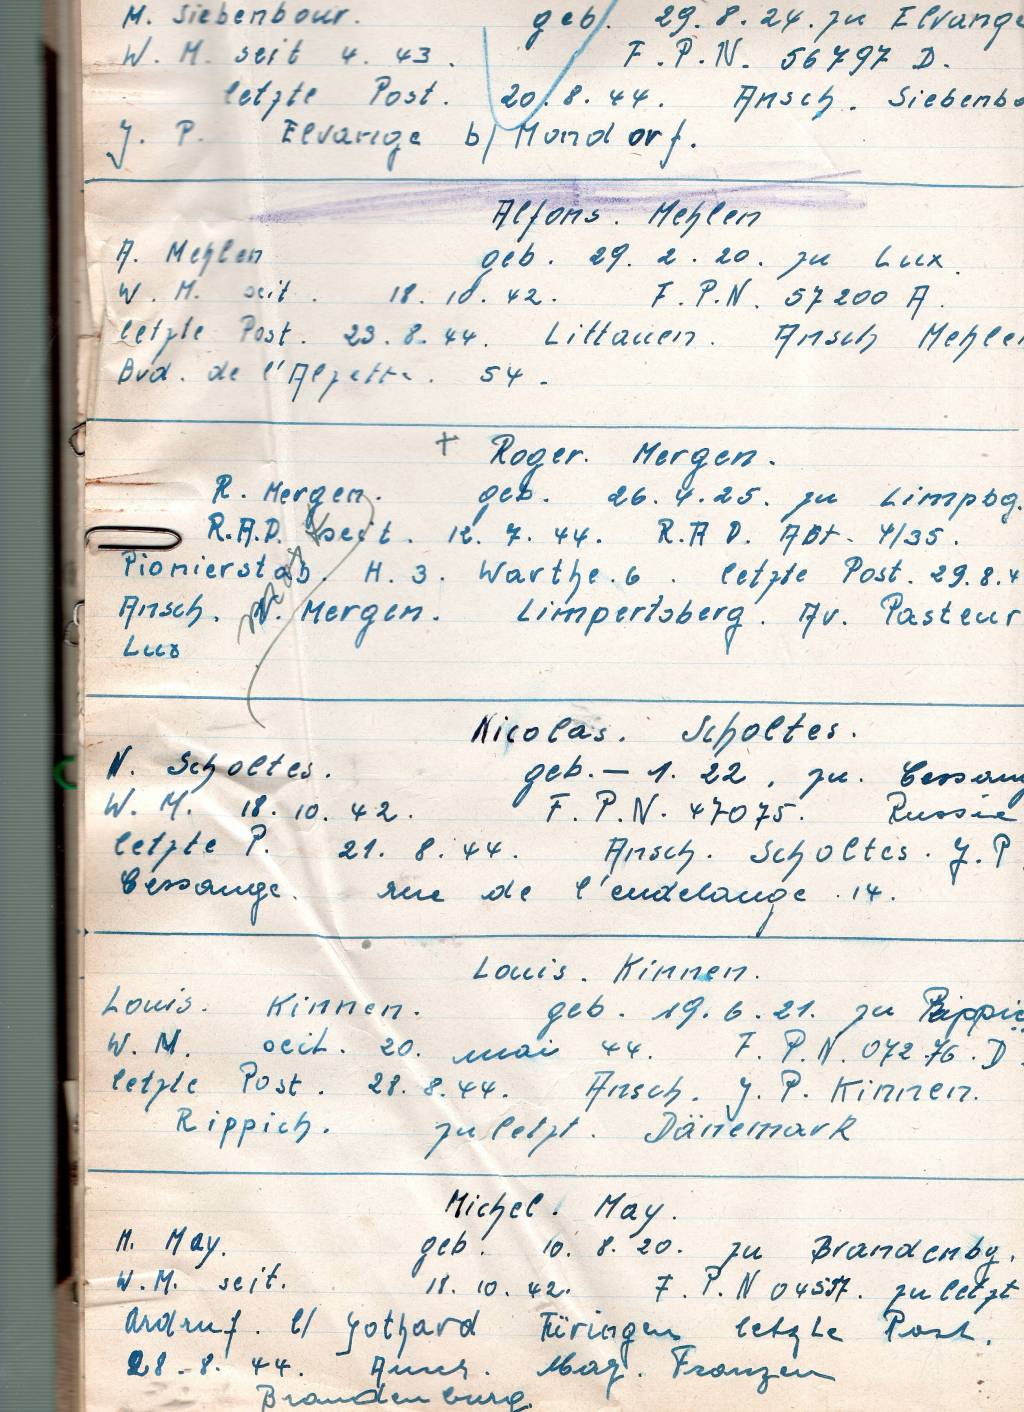 M. Siebenbour. geb. 29. 8. 24. zu Elvange
W. M. seit 4. 43. F. P. N. 56797 D.
letzte Post. 20. 8. 44. Ansch. Siebenbo
J. P. Elvange b/ Mondorf.
Alfons. Mehlen
A. Mehlen geb. 29. 2. 20. zu Lux.
W. M. seit. 18. 10. 42. F. P. N. 57200 A.
letzte Post. 23. 8. 44. Littauen. Ansch Mehlen
Bvd. de l'Alzette. 54.
+ Roger. Mergen.
R. Mergen. geb. 26. 4. 25. zu Limpbg.
R.A.D. seit. 12. 7. 44. R.A D. ABt. 4/35.
Pionierstab. H. 3. Warthe. 6. letzte Post. 29. 8. 4
Ansch. N. Mergen. Limpertsberg. Av. Pasteur
Lux
Nicolas. Scholtes.
N. Scholtes. geb. — 1. 22, zu. Cessang
W. M. 18. 10. 42. F. P. N. 47075. Russie
letzte P. 21. 8. 44. Ansch. Scholtes. J. P
Cessange. rue de l'endelange. 14.
Louis. Kinnen.
Louis. Kinnen. geb. 19. 6. 21. zu Rippic
W. M. seit. 20. mai 44. F. P. N. 07276. D.
letzte Post. 28. 8. 44. Ansch. J. P. Kinnen.
Rippich. zuletzt. Dänemark
Michel. May.
M. May. geb. 10. 8. 20. zu Brandenbg.
W. M. seit. 18. 10. 42. F. P. N zuletzt
Ardruf. b/ Gothard Türingen letzte Post.
28. 8. 44. May. Franzen
Brandenburg.